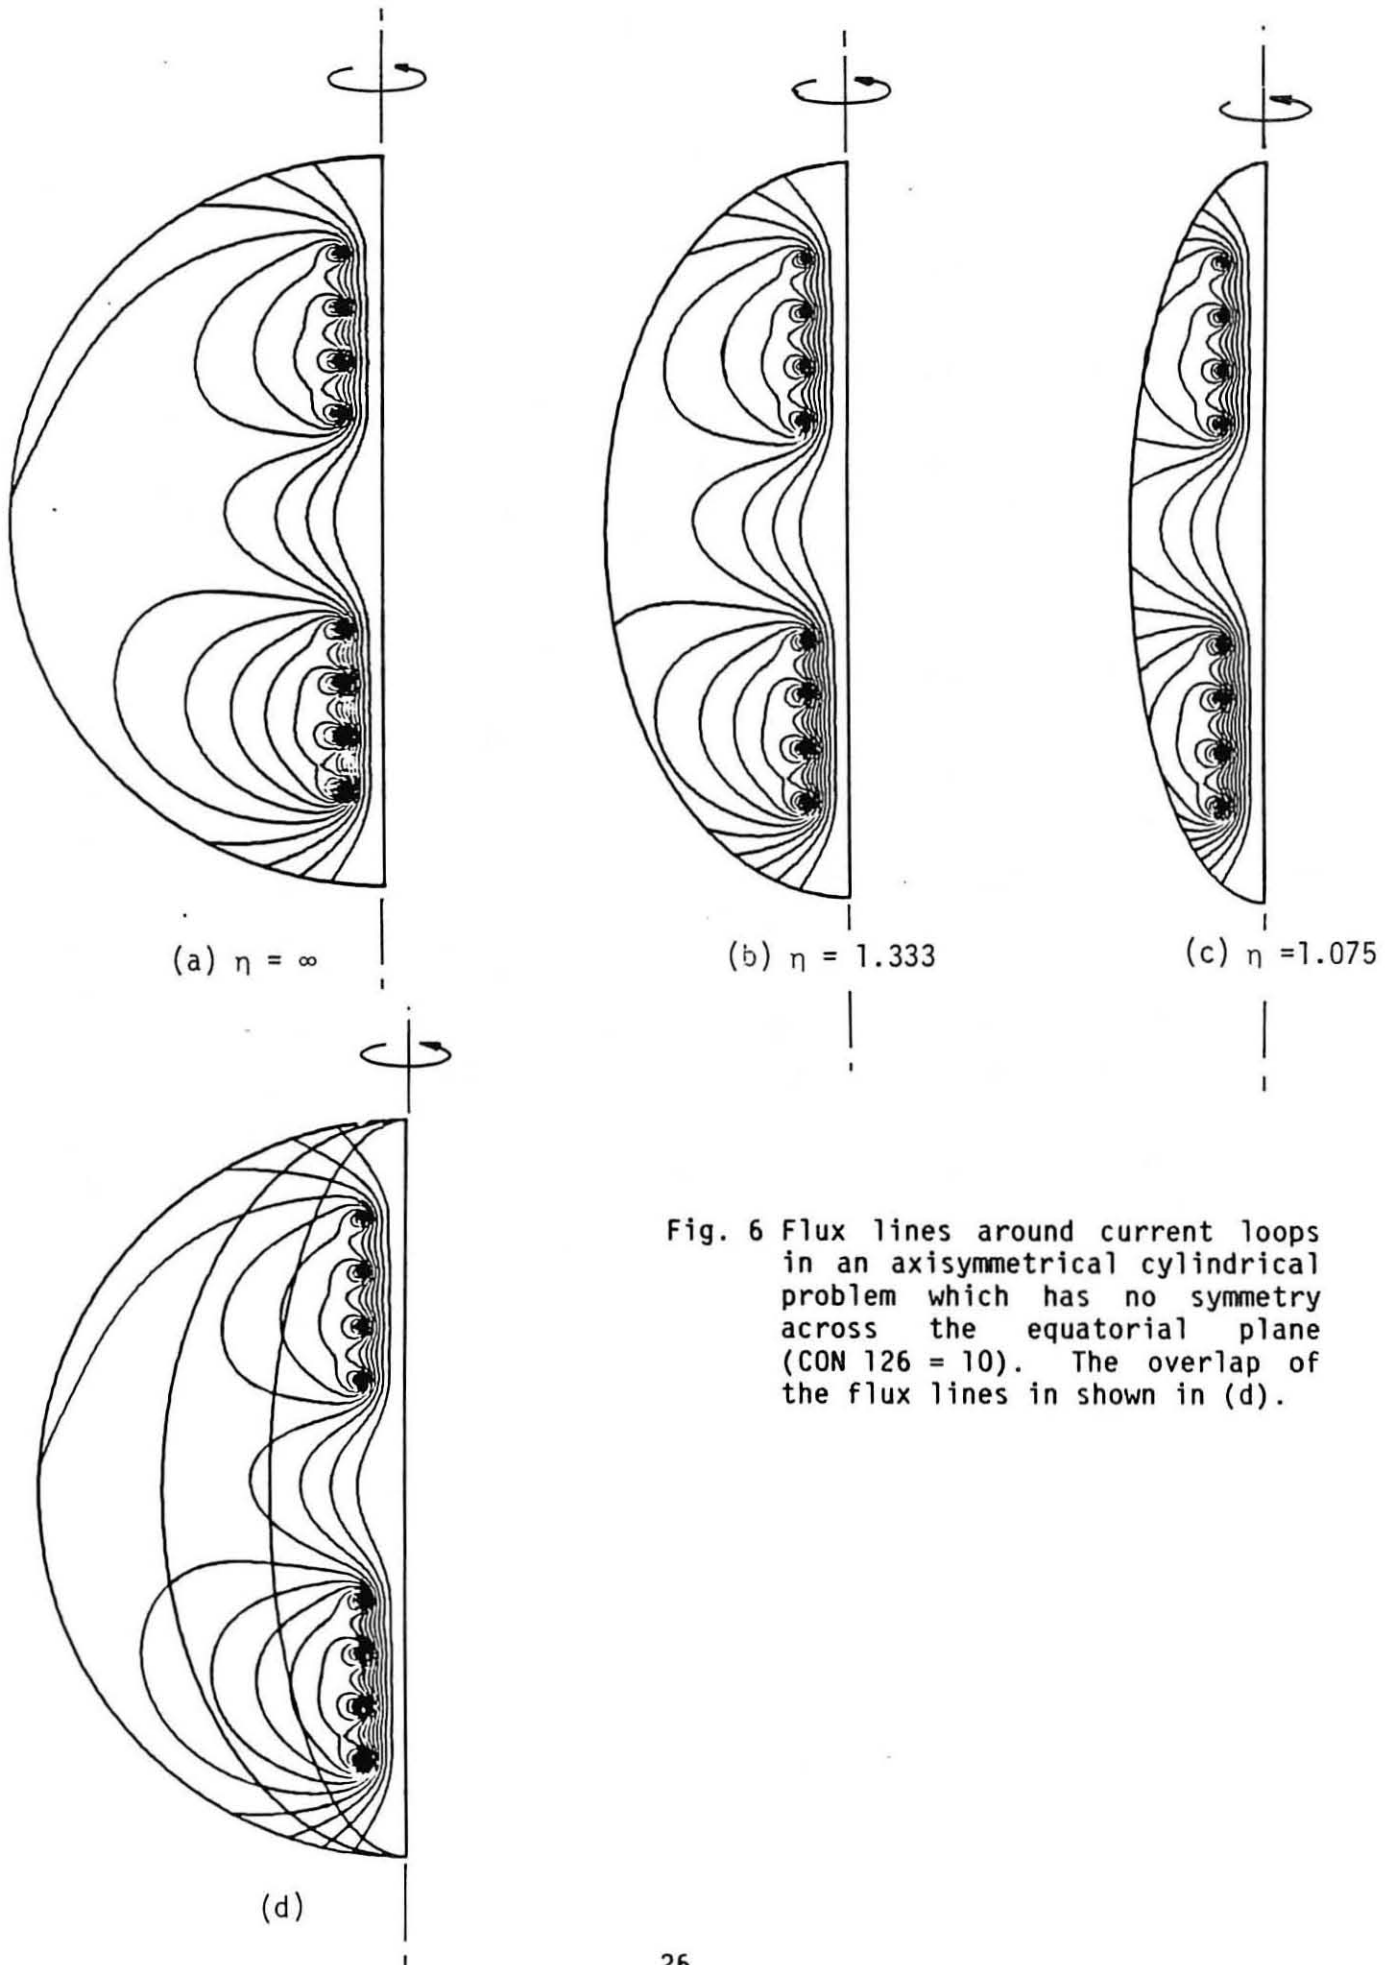 (a) η = ∞
(b) η = 1.333
(c) η =1.075
Fig. 6 Flux lines around current loops
in an axisymmetrical cylindrical
problem which has no symmetry
across the equatorial plane
(CON 126 = 10). The overlap of
the flux lines in shown in (d).
(d)